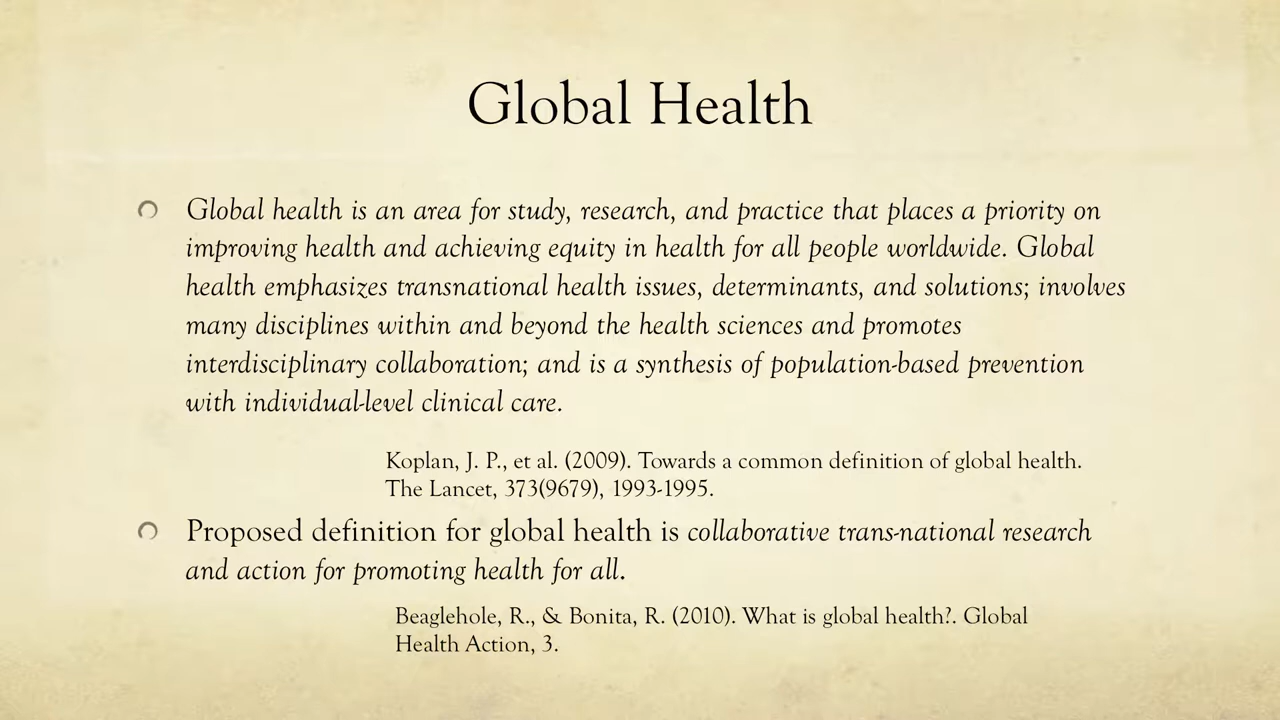 Global Health
Global health is an area for study, research, and practice that places a priority on
improving health and achieving equity in health for all people worldwide. Global
health emphasizes transnational health issues, determinants, and solutions; involves
many disciplines within and beyond the health sciences and promotes
interdisciplinary collaboration; and is a synthesis of population-based prevention
with individual-level clinical care.
Koplan, J. P., et al. (2009). Towards a common definition of global health.
The Lancet, 373(9679), 1993-1995.
Proposed definition for global health is collaborative trans-national research
and action for promoting health for all.
Beaglehole, R., & Bonita, R. (2010). What is global health?. Global
Health Action, 3.